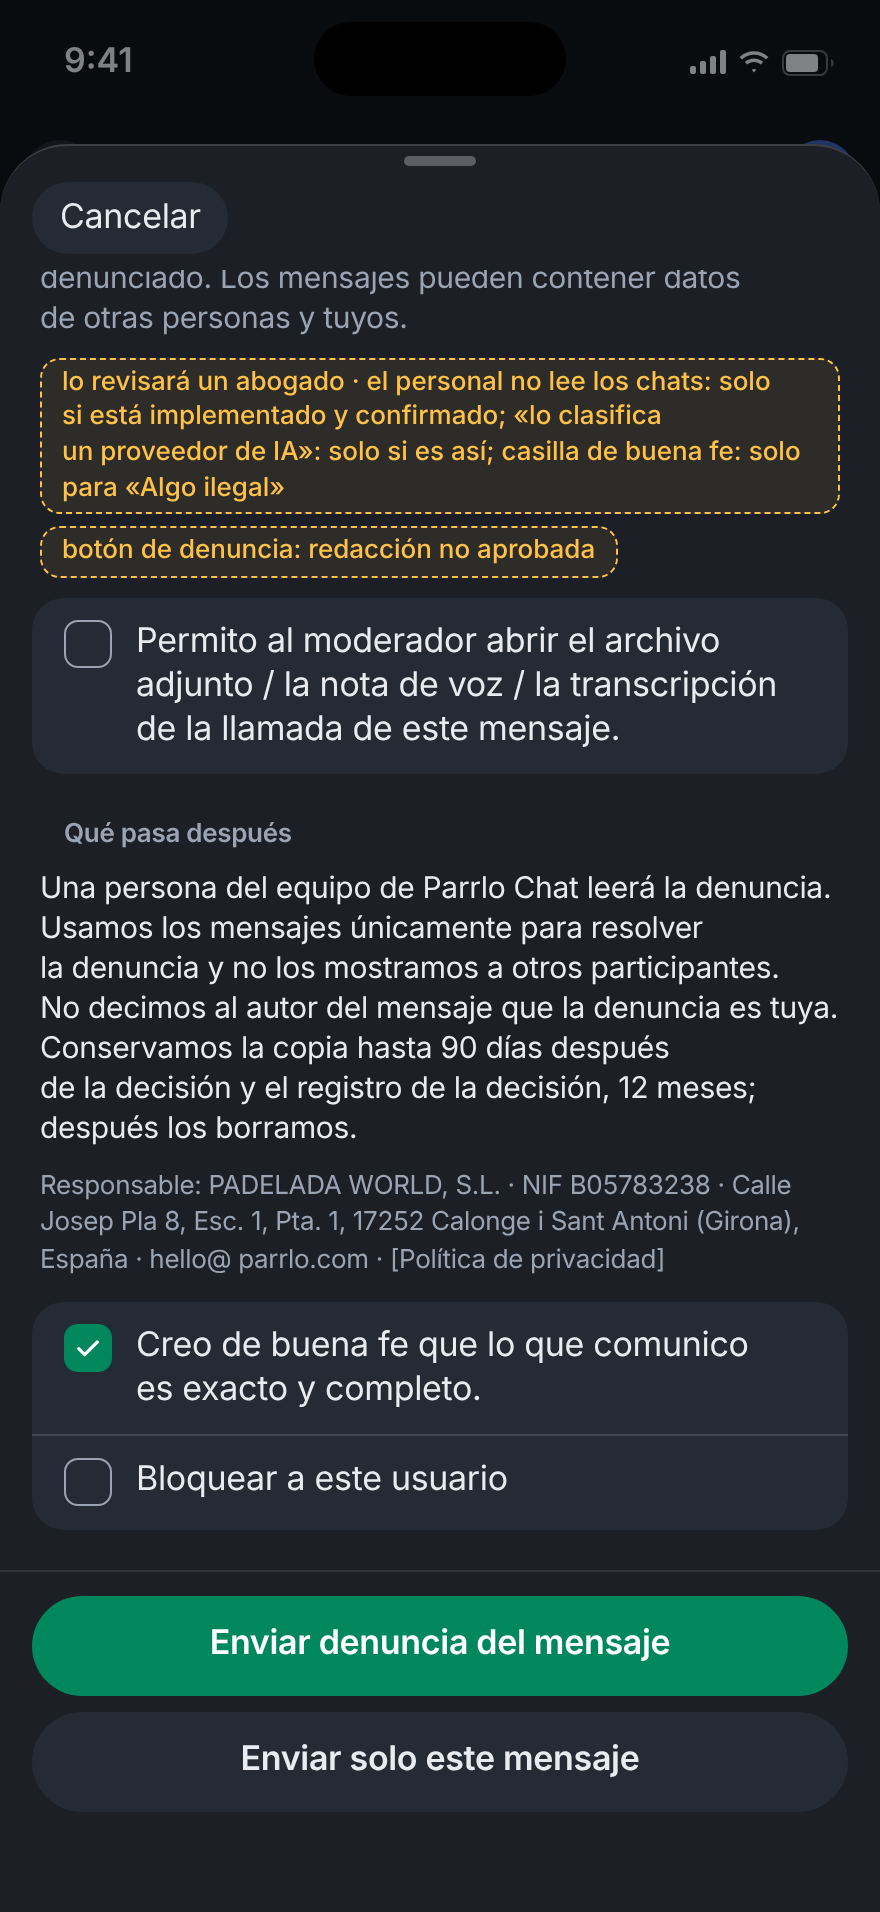 9:41
Cancelar
denunciado. Los mensajes pueden contener datos
de otras personas y tuyos.
lo revisará un abogado · el personal no lee los chats: solo
si está implementado y confirmado; «lo clasifica
un proveedor de IA»: solo si es así; casilla de buena fe: solo
para «Algo ilegal»
botón de denuncia: redacción no aprobada
Permito al moderador abrir el archivo
adjunto / la nota de voz / la transcripción
de la llamada de este mensaje.
Qué pasa después
Una persona del equipo de Parrlo Chat leerá la denuncia.
Usamos los mensajes únicamente para resolver
la denuncia y no los mostramos a otros participantes.
No decimos al autor del mensaje que la denuncia es tuya.
Conservamos la copia hasta 90 días después
de la decisión y el registro de la decisión, 12 meses;
después los borramos.
Responsable: PADELADA WORLD, S.L. · NIF B05783238 · Calle
Josep Pla 8, Esc. 1, Pta. 1, 17252 Calonge i Sant Antoni (Girona),
España · hello@ parrlo.com · [Política de privacidad]
Creo de buena fe que lo que comunico
es exacto y completo.
Bloquear a este usuario
Enviar denuncia del mensaje
Enviar solo este mensaje